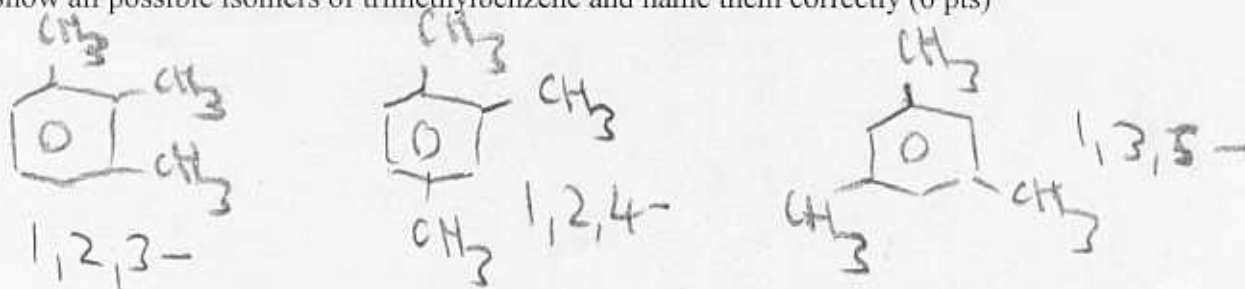 show all possible isomers of trimethylbenzene and name them correctly (6 pts)
CH3
CH3
CH3
1,2,3-
CH3
CH3
CH3
1,2,4-
CH3
CH3
CH3
1,3,5-